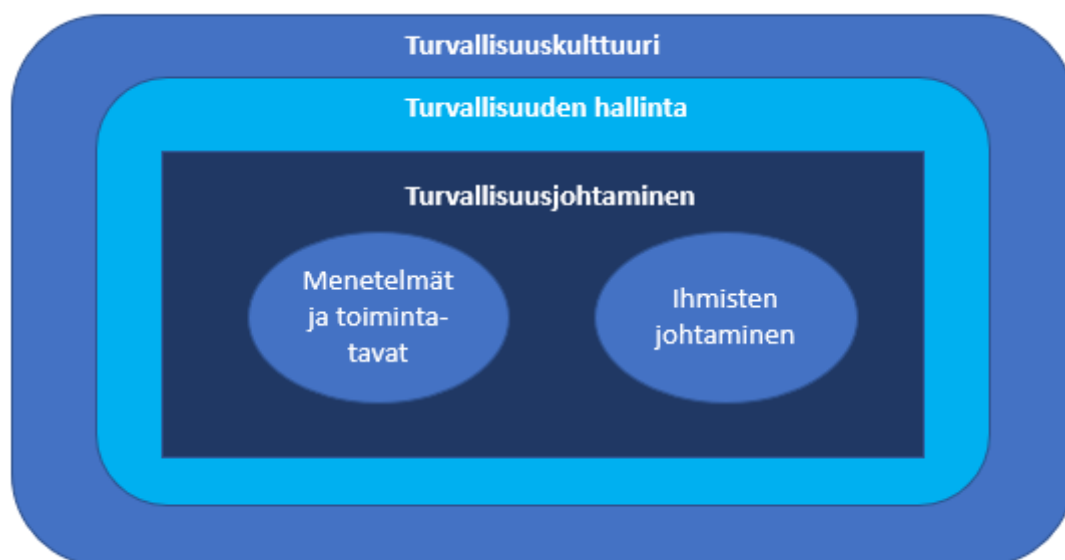 Turvallisuuskulttuuri
Turvallisuuden hallinta
Turvallisuusjohtaminen
Menetelmät
ja toiminta-
tavat
Ihmisten
johtaminen